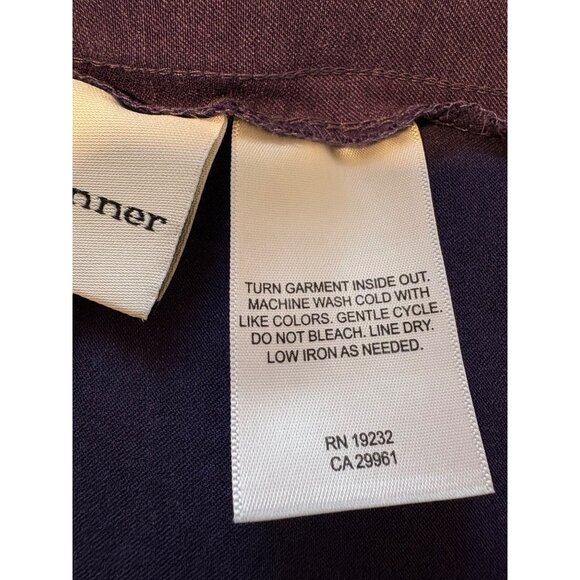 nner
TURN GARMENT INSIDE OUT.
MACHINE WASH COLD WITH
LIKE COLORS. GENTLE CYCLE.
DO NOT BLEACH. LINE DRY.
LOW IRON AS NEEDED.
RN 19232
CA 29961